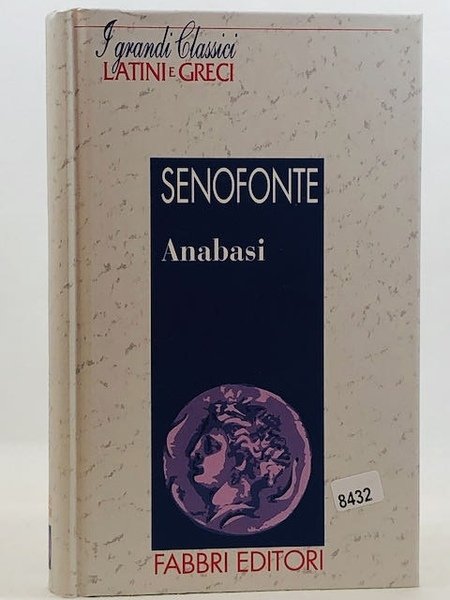 I grandi Classici
LATINI E GRECI
SENOFONTE
Anabasi
8432
FABBRI EDITORI